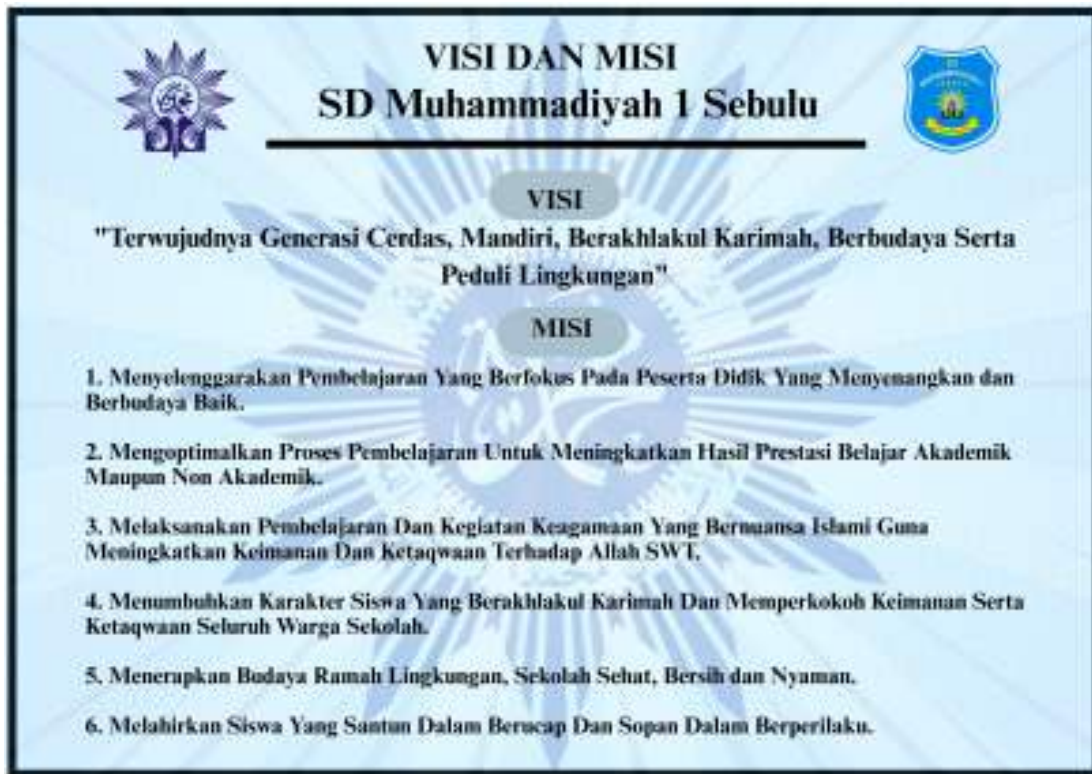 VISI DAN MISI
SD Muhammadiyah 1 Sebulu
VISI
"Terwujudnya Generasi Cerdas, Mandiri, Berakhlakul Karimah, Berbudaya Serta
Peduli Lingkungan"
MISI
1. Menyelenggarakan Pembelajaran Yang Berfokus Pada Peserta Didik Yang Menyenangkan dan
Berbudaya Baik.
2. Mengoptimalkan Proses Pembelajaran Untuk Meningkatkan Hasil Prestasi Belajar Akademik
Maupun Non Akademik.
3. Melaksanakan Pembelajaran Dan Kegiatan Keagamaan Yang Bernuansa Islami Guna
Meningkatkan Keimanan Dan Ketaqwaan Terhadap Allah SWT.
4. Menumbuhkan Karakter Siswa Yang Berakhlakul Karimah Dan Memperkokoh Keimanan Serta
Ketaqwaan Seluruh Warga Sekolah.
5. Menerapkan Budaya Ramah Lingkungan, Sekolah Sehat, Bersih dan Nyaman.
6. Melahirkan Siswa Yang Santun Dalam Berucap Dan Sopan Dalam Berperilaku.